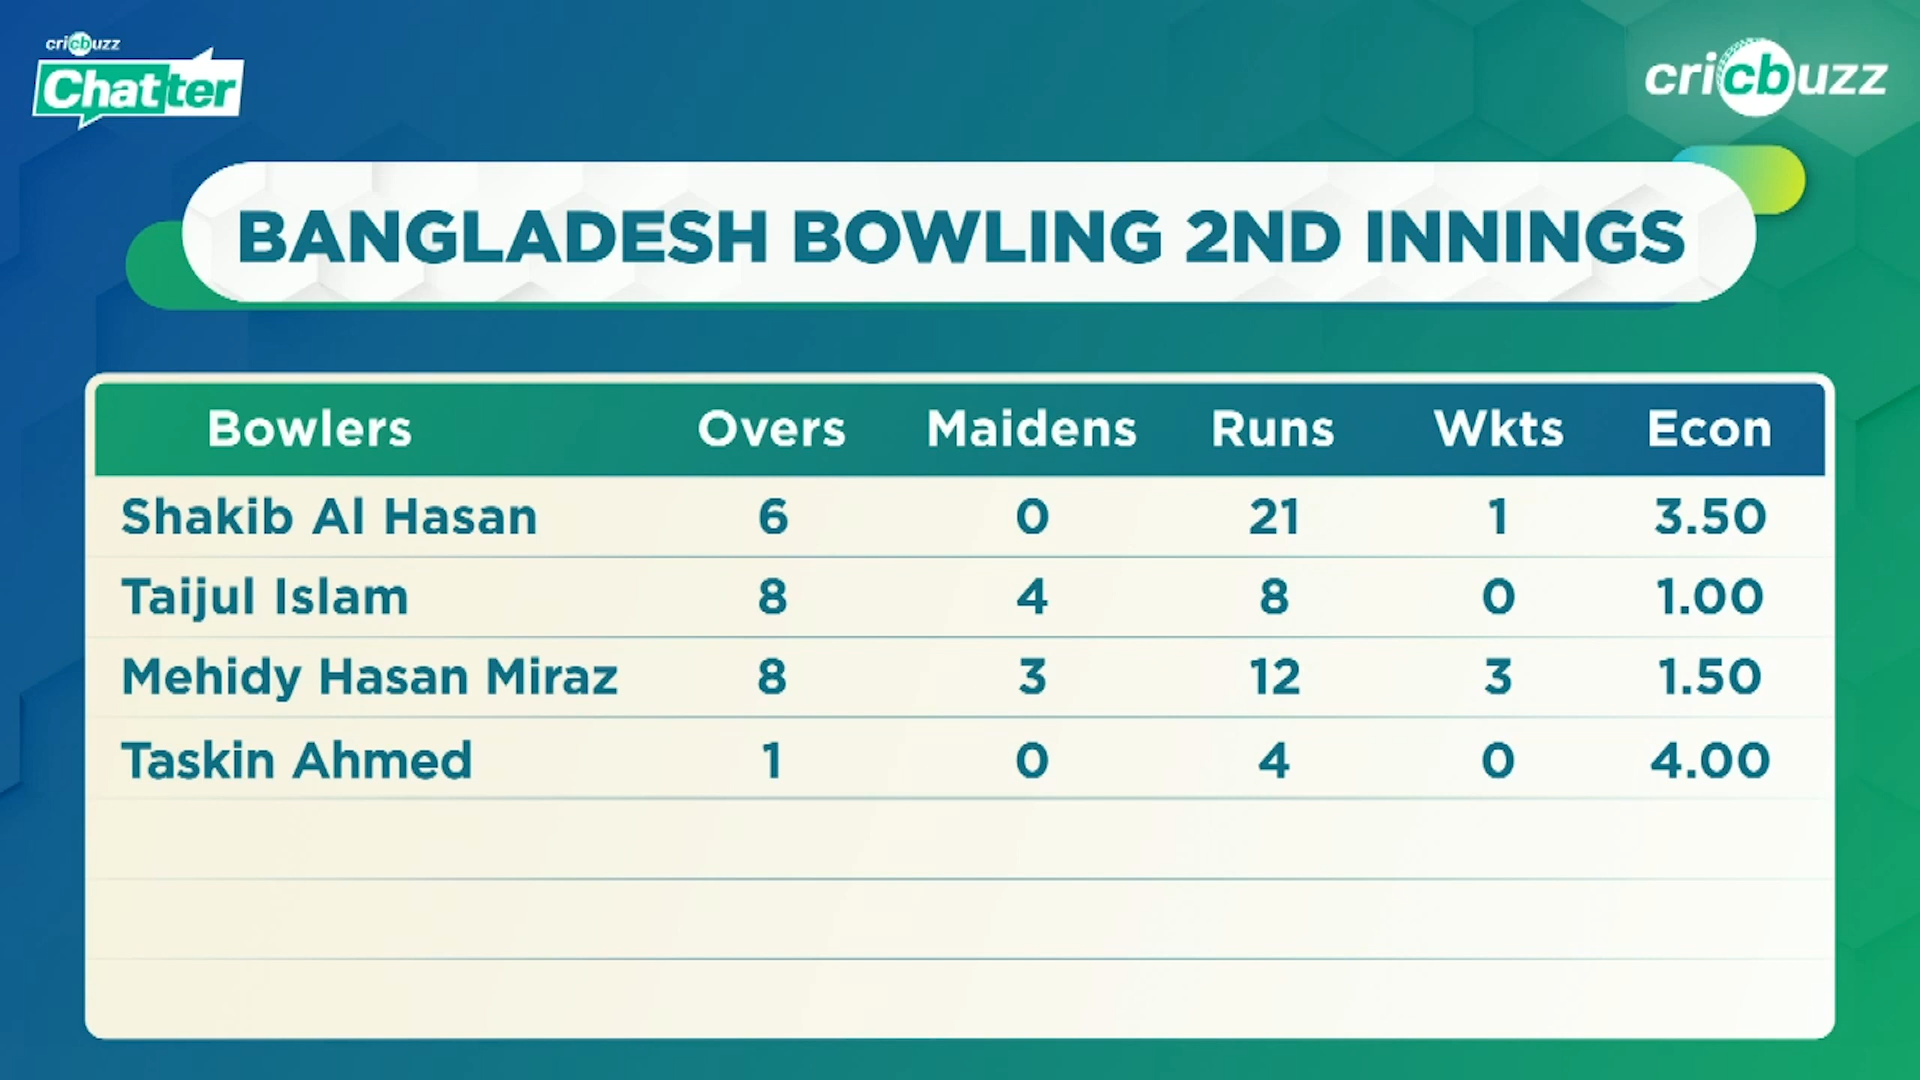 cricbuzz
Chatter
cricbuzz
BANGLADESH BOWLING 2ND INNINGS
Bowlers Overs Maidens Runs Wkts Econ
Shakib Al Hasan 6 0 21 1 3.50
Taijul Islam 8 4 8 0 1.00
Mehidy Hasan Miraz 8 3 12 3 1.50
Taskin Ahmed 1 0 4 0 4.00